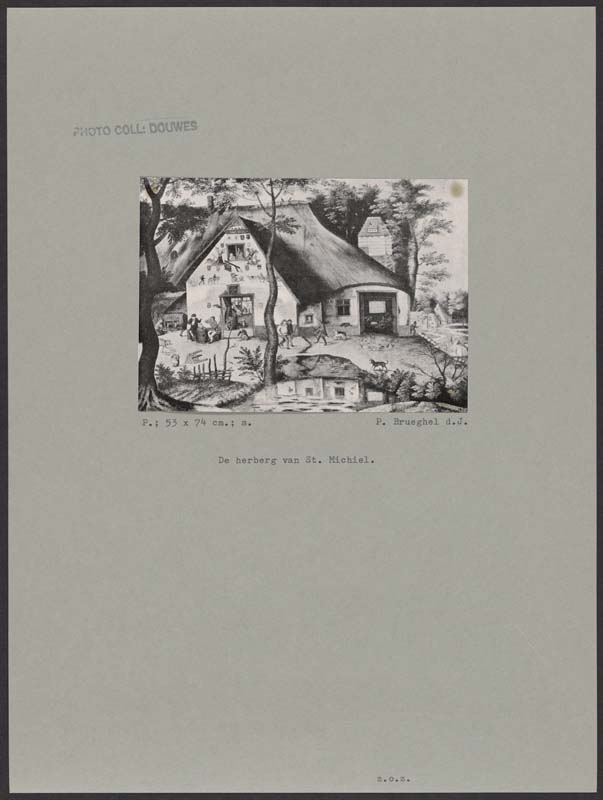 PHOTO COLL: DOUWES
P.; 53 x 74 cm.; s. P. Brueghel d.J.
De herberg van St. Michiel.
z.o.z.